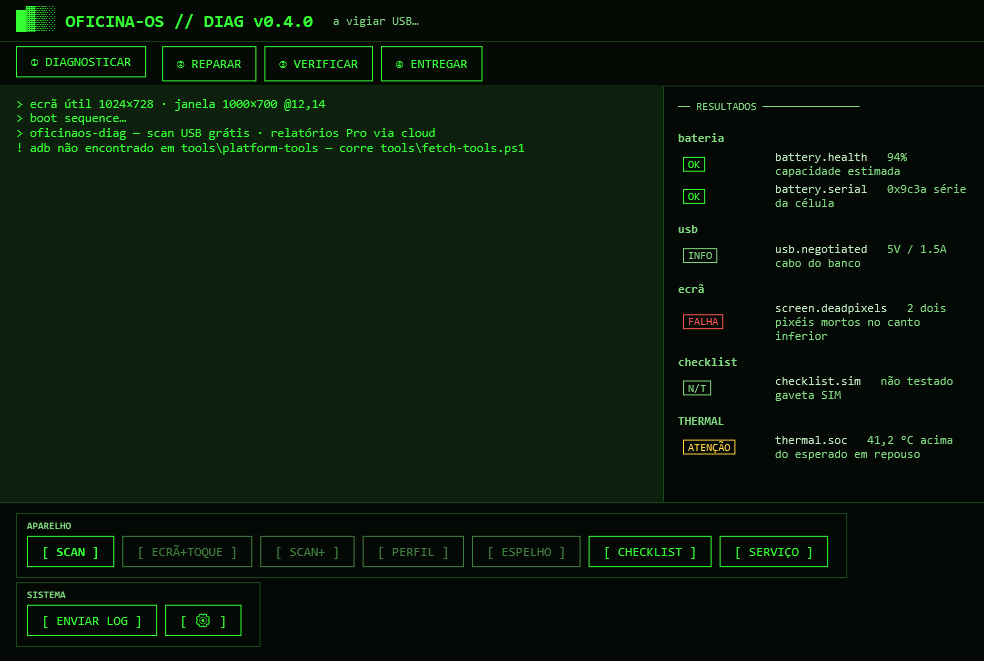 OFICINA-OS // DIAG v0.4.0 a vigiar USB…
① DIAGNOSTICAR ② REPARAR ③ VERIFICAR ④ ENTREGAR
> ecrã útil 1024×728 · janela 1000×700 @12,14
> boot sequence…
> oficinaos-diag — scan USB grátis · relatórios Pro via cloud
! adb não encontrado em tools\platform-tools — corre tools\fetch-tools.ps1
── RESULTADOS ──────────────
bateria
OK battery.health 94%
capacidade estimada
OK battery.serial 0x9c3a série
da célula
usb
INFO usb.negotiated 5V / 1.5A
cabo do banco
ecrã
screen.deadpixels 2 dois
FALHA pixéis mortos no canto
inferior
checklist
N/T checklist.sim não testado
gaveta SIM
THERMAL
ATENÇÃO thermal.soc 41,2 °C acima
do esperado em repouso
APARELHO
[ SCAN ] [ ECRÃ+TOQUE ] [ SCAN+ ] [ PERFIL ] [ ESPELHO ] [ CHECKLIST ] [ SERVIÇO ]
SISTEMA
[ ENVIAR LOG ] [ ⚙ ]